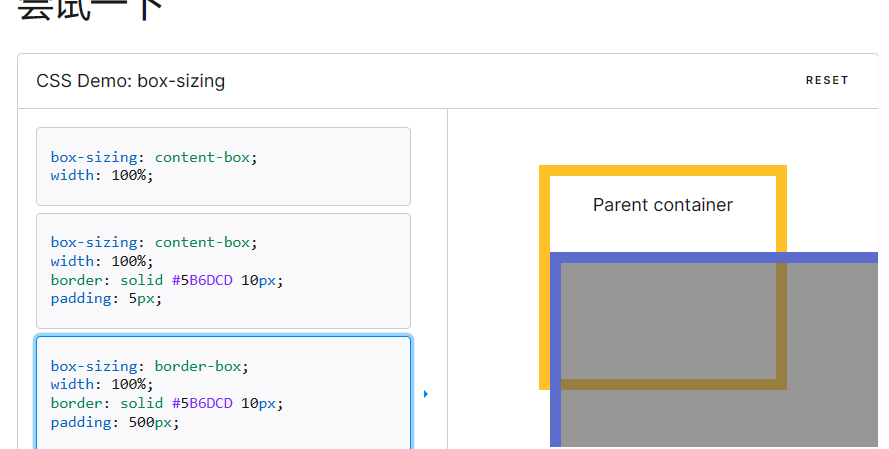 尝试一下
CSS Demo: box-sizing
RESET
box-sizing: content-box;
width: 100%;
box-sizing: content-box;
width: 100%;
border: solid #5B6DCD 10px;
padding: 5px;
box-sizing: border-box;
width: 100%;
border: solid #5B6DCD 10px;
padding: 500px;
Parent container